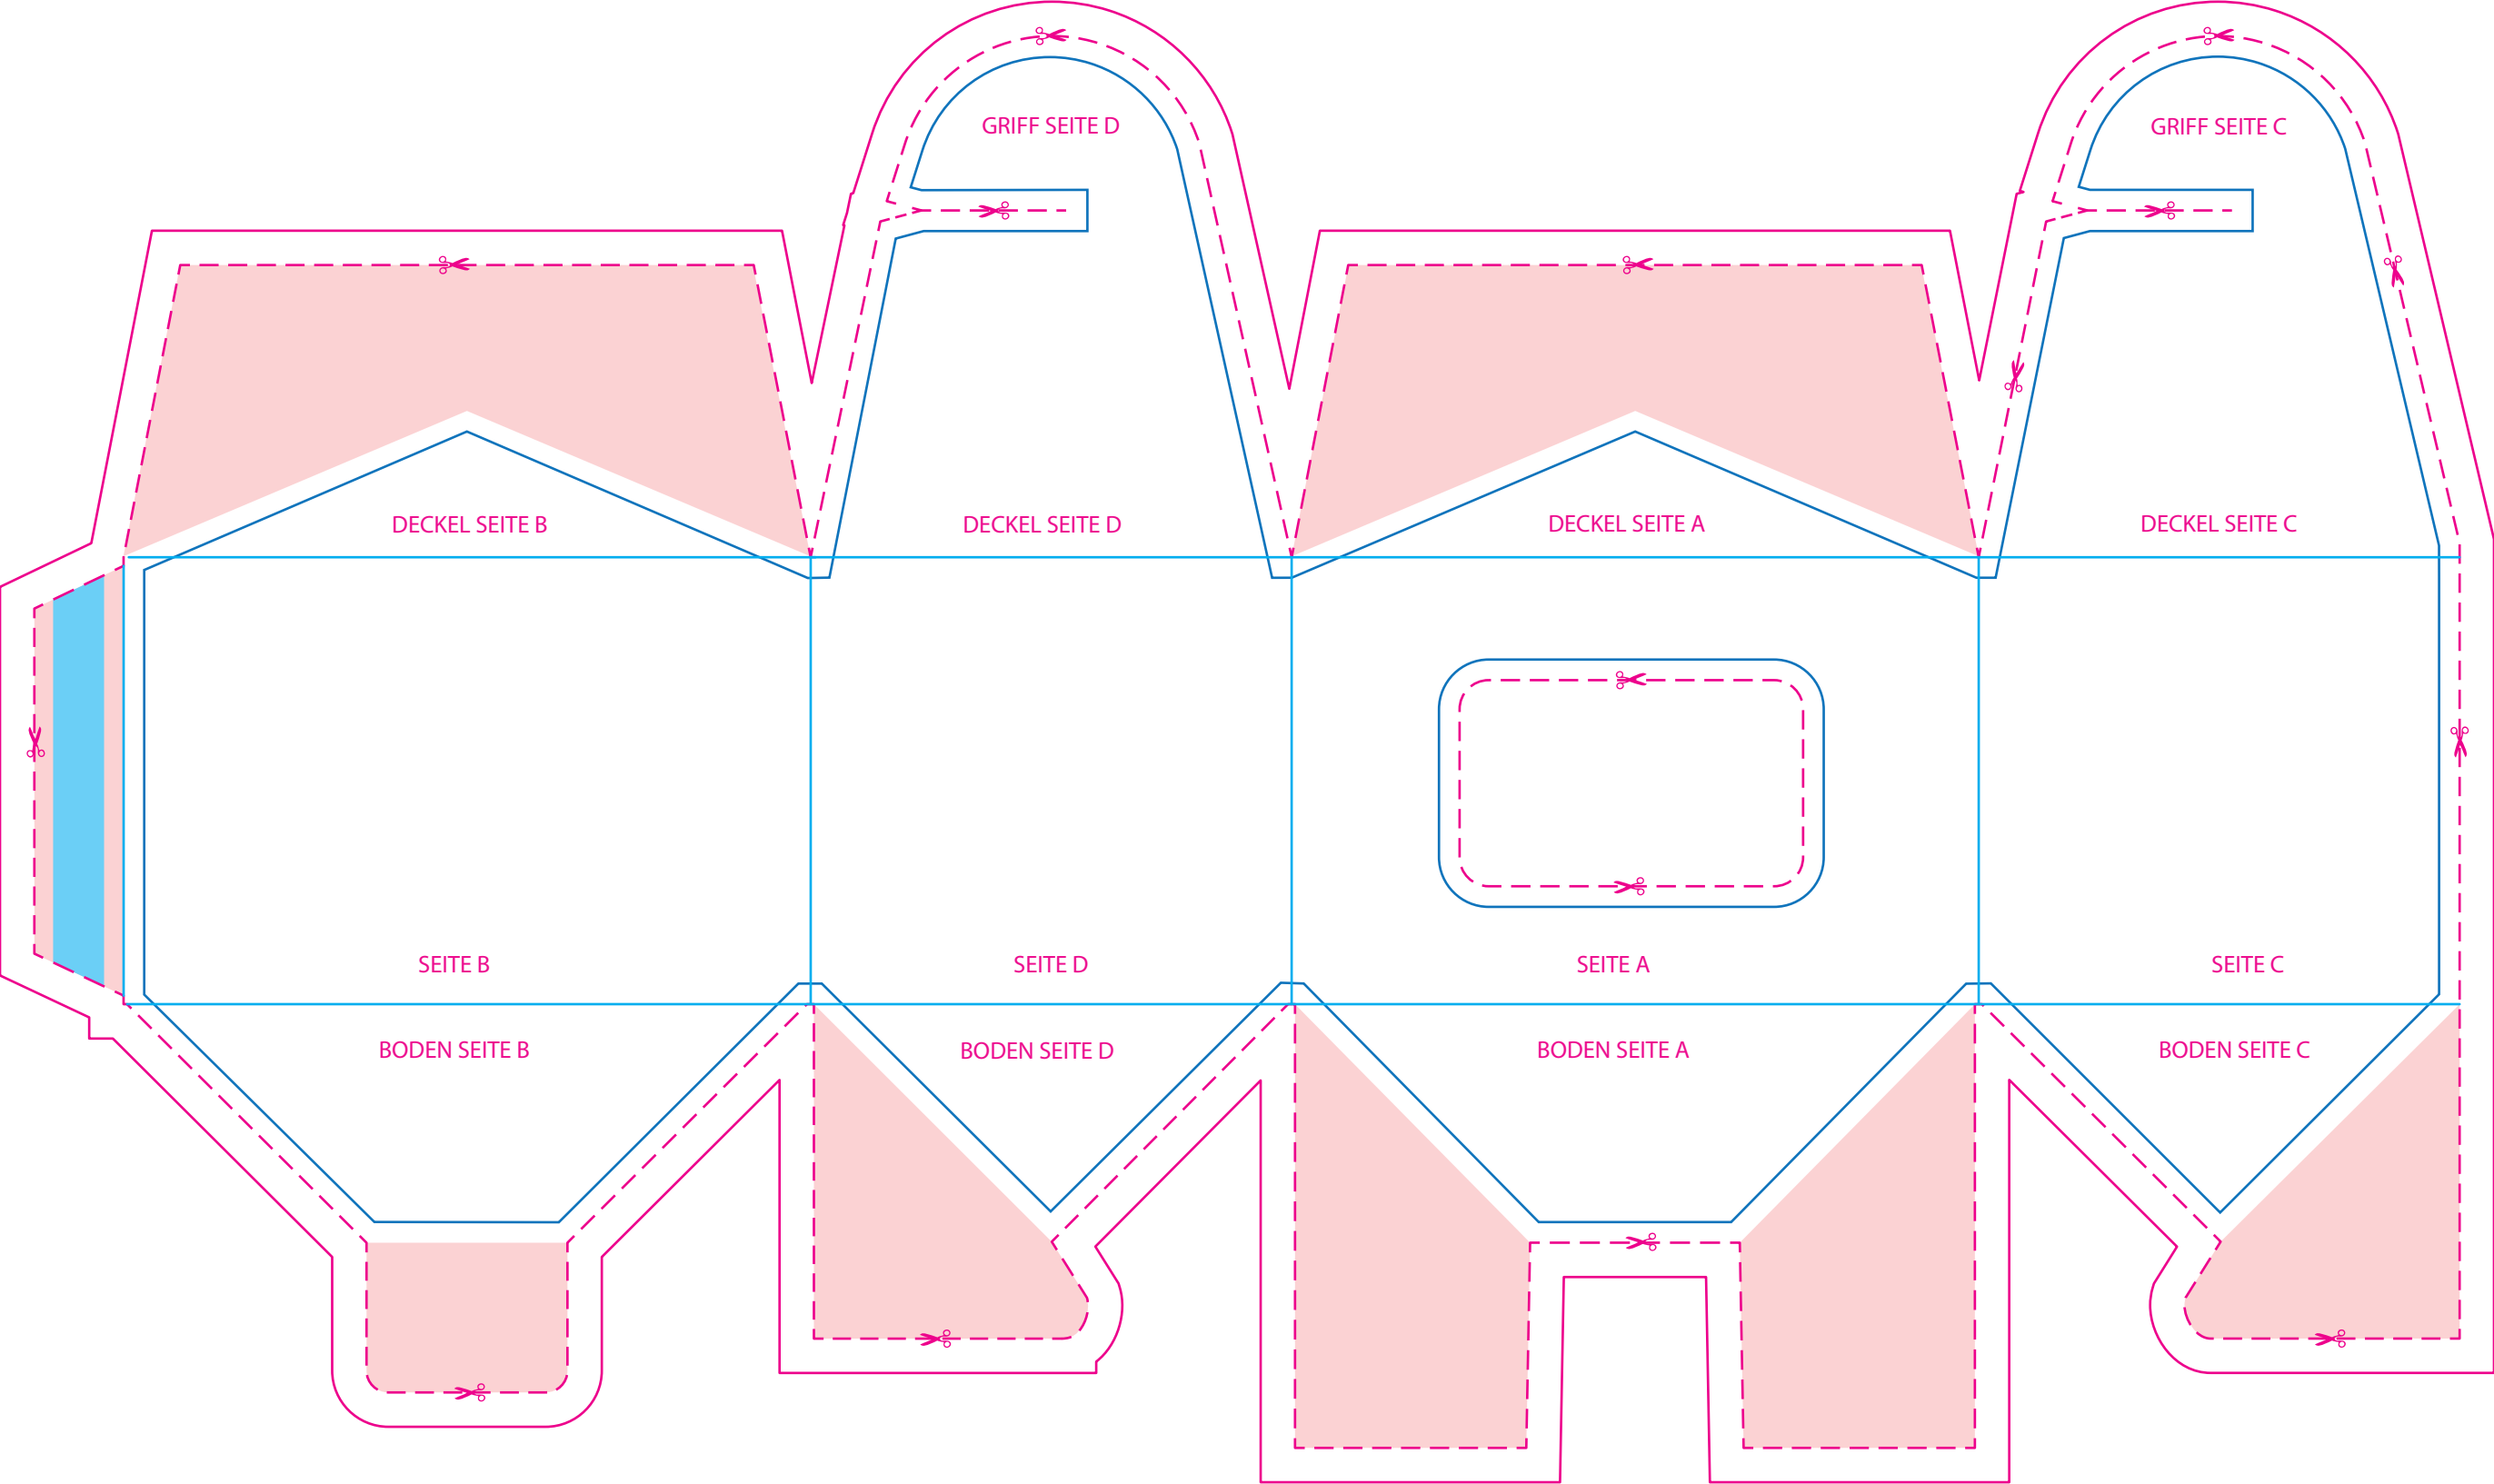 GRIFF SEITE D
GRIFF SEITE C
DECKEL SEITE B
DECKEL SEITE D
DECKEL SEITE A
DECKEL SEITE C
SEITE B
SEITE D
SEITE A
SEITE C
BODEN SEITE B
BODEN SEITE D
BODEN SEITE A
BODEN SEITE C